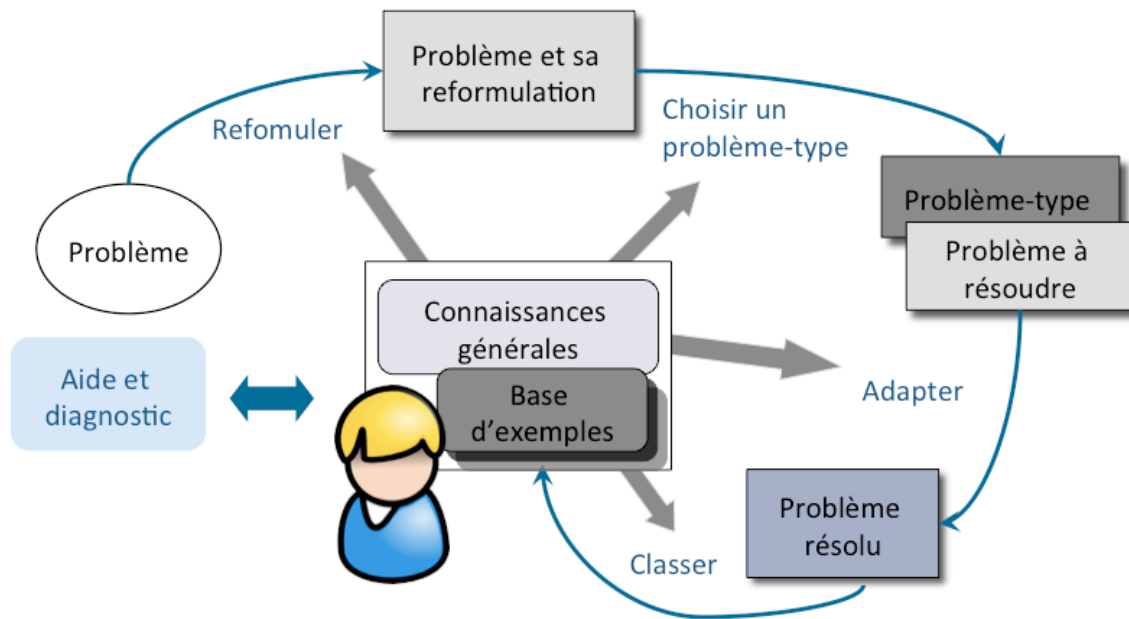 Problème et sa
reformulation
Refomuler
Choisir un
problème-type
Problème
Problème-type
Problème à
résoudre
Connaissances
générales
Aide et
diagnostic
Base
d'exemples
Adapter
Problème
résolu
Classer